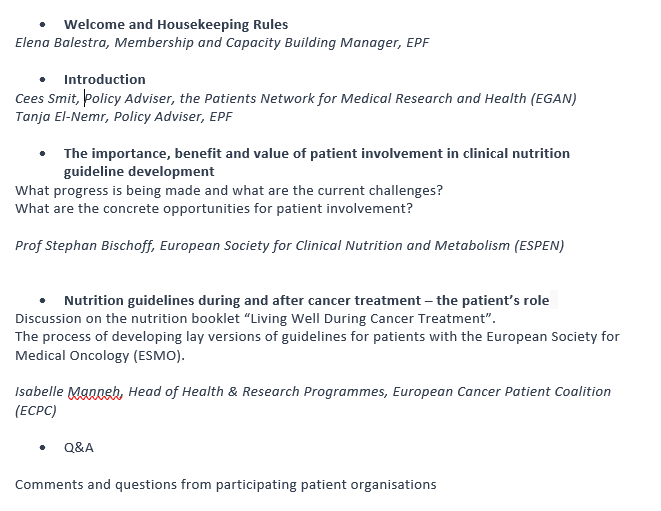 • Welcome and Housekeeping Rules
Elena Balestra, Membership and Capacity Building Manager, EPF
• Introduction
Cees Smit, Policy Adviser, the Patients Network for Medical Research and Health (EGAN)
Tanja El-Nemr, Policy Adviser, EPF
• The importance, benefit and value of patient involvement in clinical nutrition
guideline development
What progress is being made and what are the current challenges?
What are the concrete opportunities for patient involvement?
Prof Stephan Bischoff, European Society for Clinical Nutrition and Metabolism (ESPEN)
• Nutrition guidelines during and after cancer treatment – the patient’s role
Discussion on the nutrition booklet “Living Well During Cancer Treatment”.
The process of developing lay versions of guidelines for patients with the European Society for
Medical Oncology (ESMO).
Isabelle Manneh, Head of Health & Research Programmes, European Cancer Patient Coalition
(ECPC)
• Q&A
Comments and questions from participating patient organisations